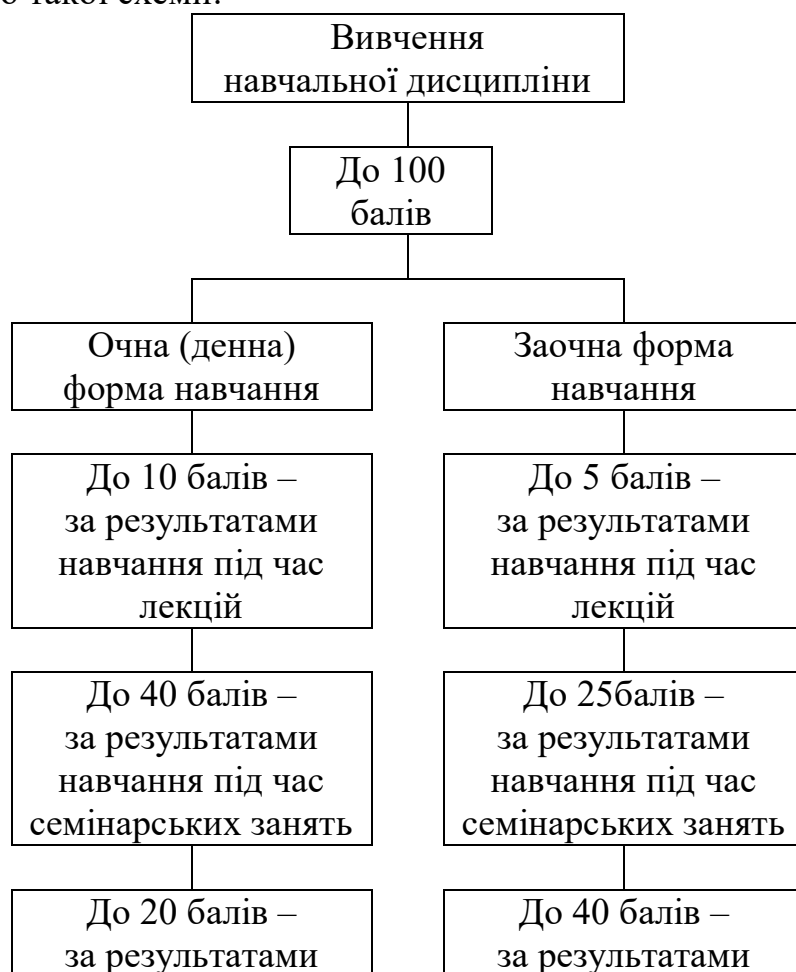 такої схеми:
Вивчення
навчальної дисципліни
До 100
балів
Очна (денна)
форма навчання
Заочна форма
навчання
До 10 балів –
за результатами
навчання під час
лекцій
До 5 балів –
за результатами
навчання під час
лекцій
До 40 балів –
за результатами
навчання під час
семінарських занять
До 25балів –
за результатами
навчання під час
семінарських занять
До 20 балів –
за результатами
До 40 балів –
за результатами